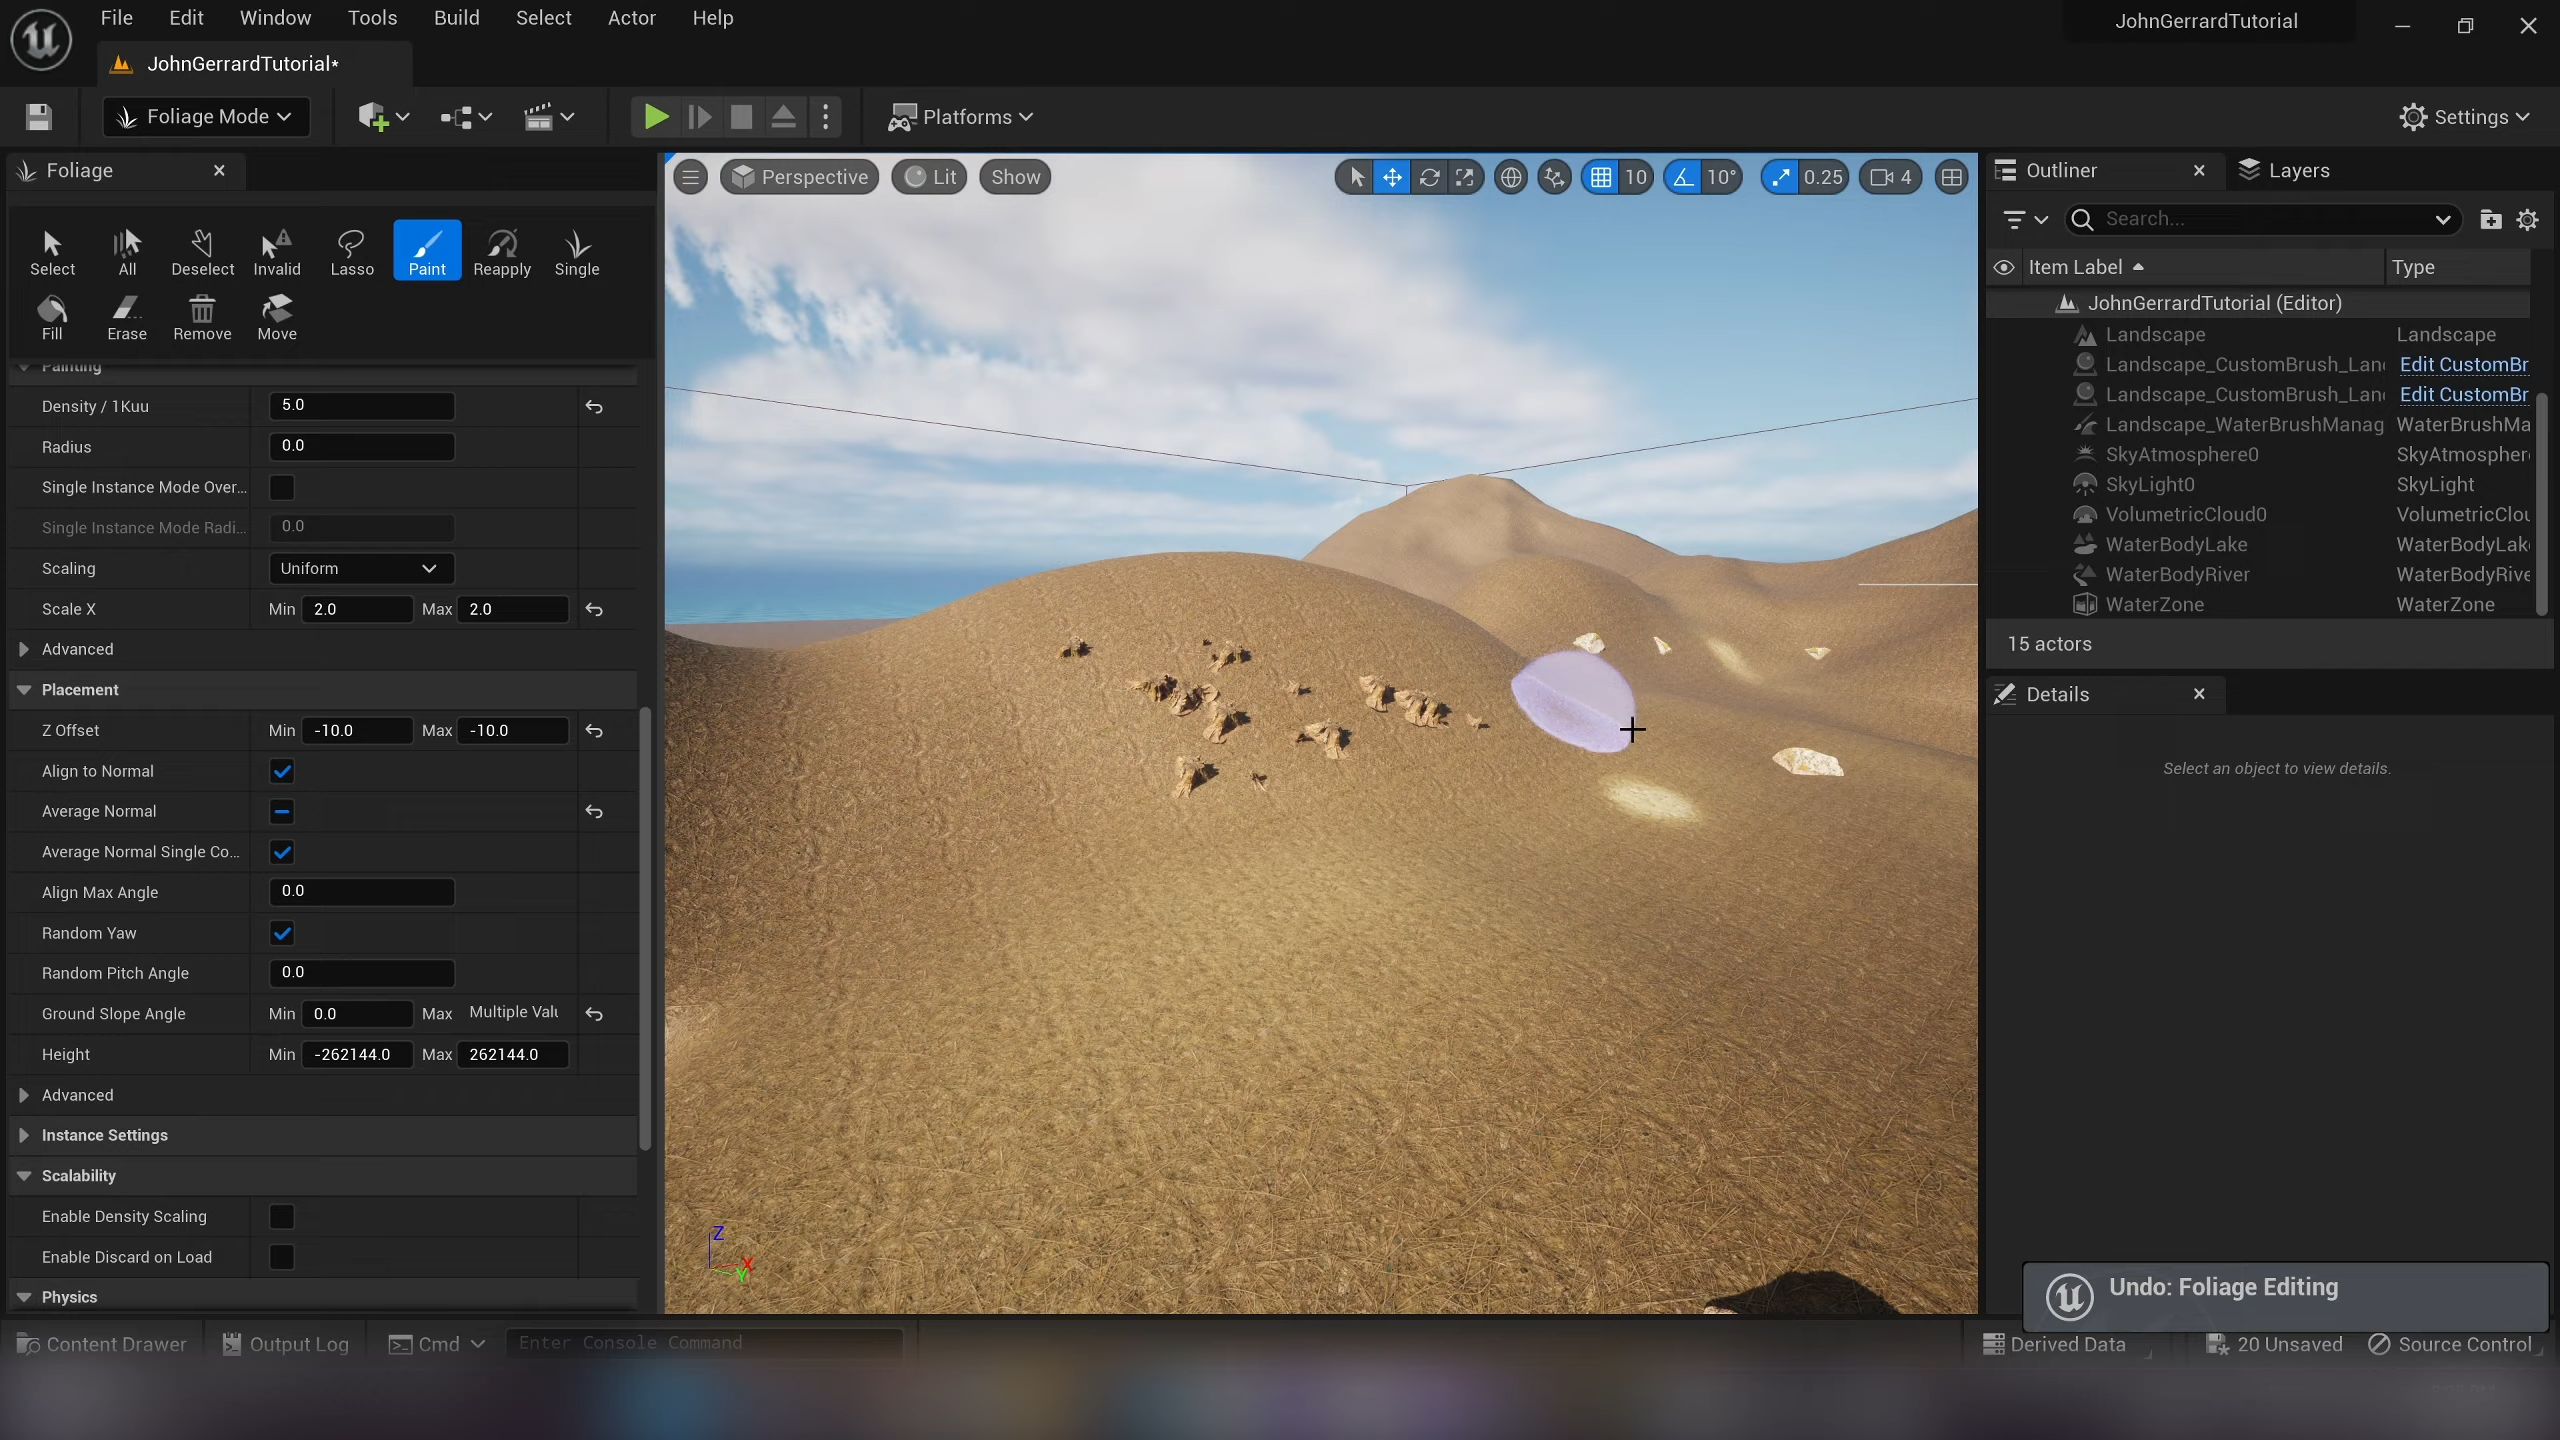 File Edit Window Tools Build Select Actor Help
JohnGerrardTutorial
JohnGerrardTutorial*
Foliage Mode
Platforms
Settings
Foliage
Select All Deselect Invalid Lasso Paint Reapply Single
Fill Erase Remove Move
Painting
Density / 1Kuu 5.0
Radius 0.0
Single Instance Mode Over...
Single Instance Mode Radi... 0.0
Scaling Uniform
Scale X Min 2.0 Max 2.0
Advanced
Placement
Z Offset Min -10.0 Max -10.0
Align to Normal
Average Normal
Average Normal Single Co...
Align Max Angle 0.0
Random Yaw
Random Pitch Angle 0.0
Ground Slope Angle Min 0.0 Max Multiple Valu
Height Min -262144.0 Max 262144.0
Advanced
Instance Settings
Scalability
Enable Density Scaling
Enable Discard on Load
Physics
Perspective Lit Show 10 10° 0.25 4
Z
X
Y
Outliner Layers
Search...
Item Label Type
JohnGerrardTutorial (Editor)
Landscape Landscape
Landscape_CustomBrush_Lan Edit CustomBr
Landscape_CustomBrush_Lan Edit CustomBr
Landscape_WaterBrushManag WaterBrushMa
SkyAtmosphere0 SkyAtmospher
SkyLight0 SkyLight
VolumetricCloud0 VolumetricClou
WaterBodyLake WaterBodyLak
WaterBodyRiver WaterBodyRive
WaterZone WaterZone
15 actors
Details
Select an object to view details.
Undo: Foliage Editing
Content Drawer Output Log Cmd Enter Console Command Derived Data 20 Unsaved Source Control